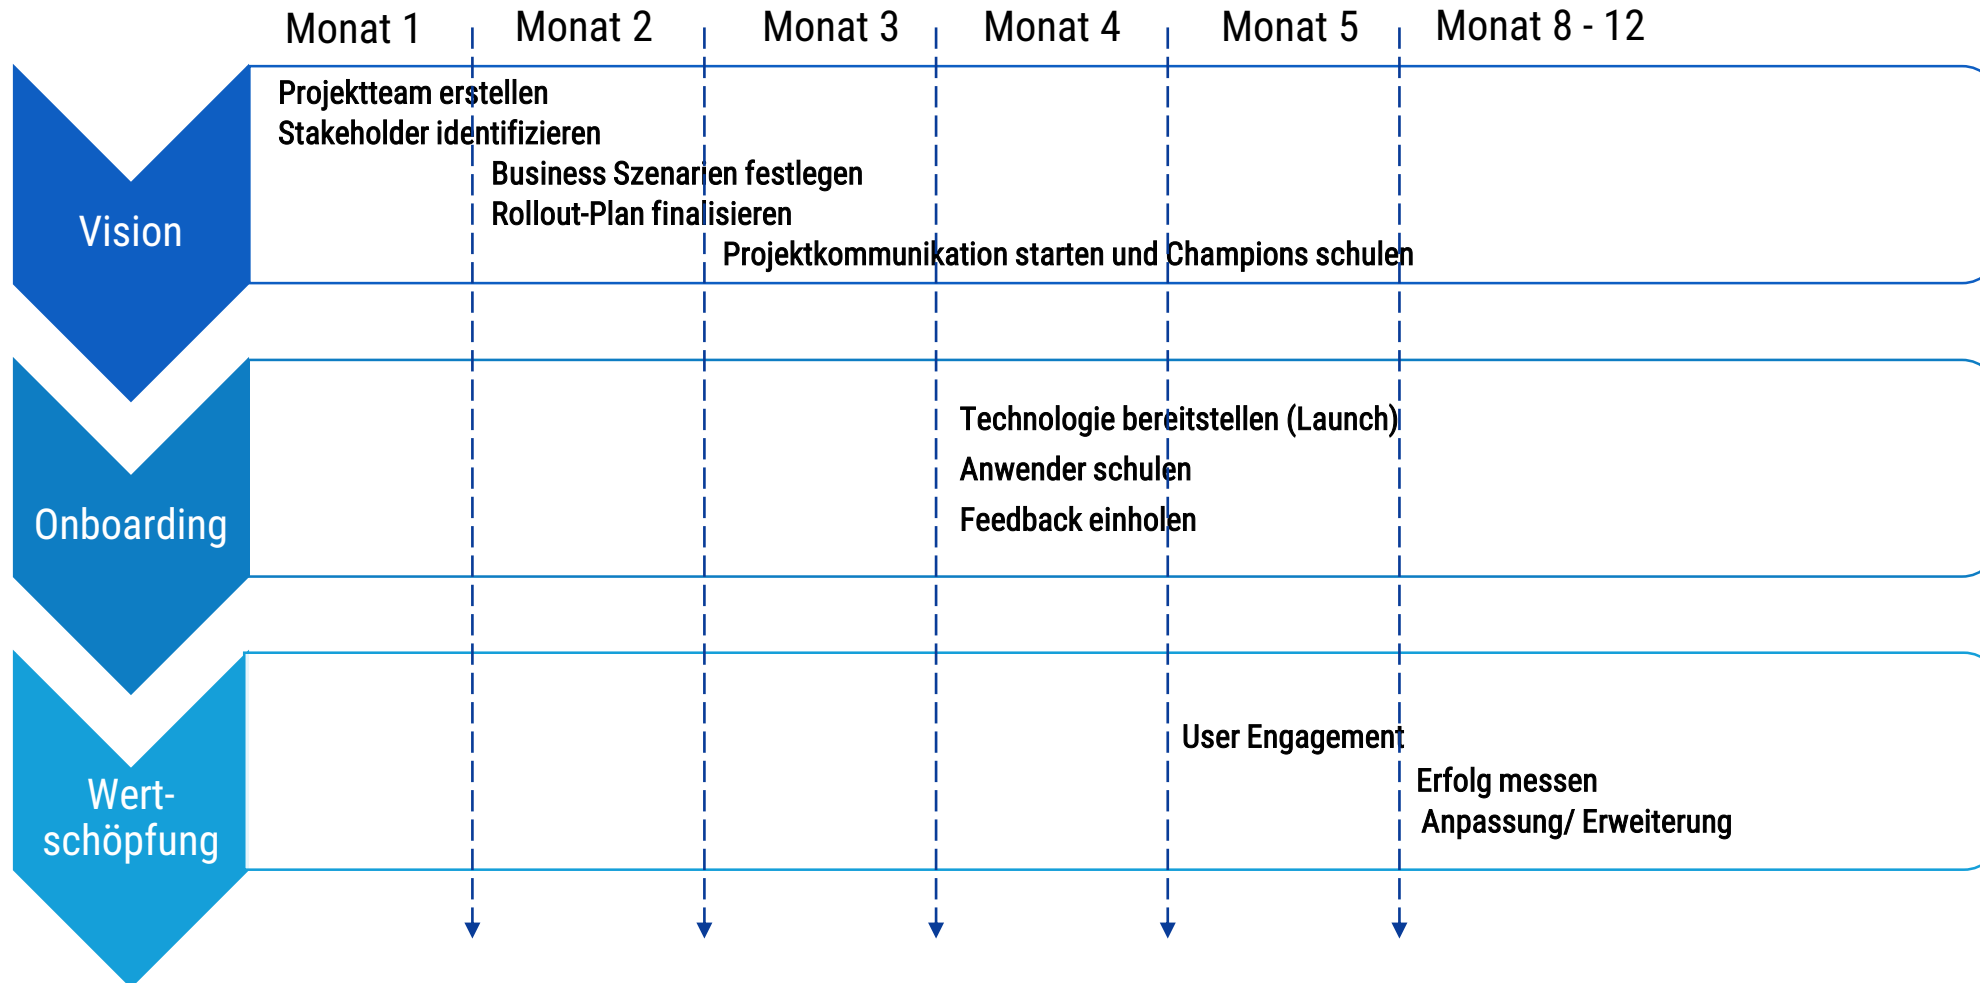 Monat 1
Monat 2
Monat 3
Monat 4
Monat 5
Monat 8 - 12
Vision
Projektteam erstellen
Stakeholder identifizieren
Business Szenarien festlegen
Rollout-Plan finalisieren
Projektkommunikation starten und Champions schulen
Onboarding
Technologie bereitstellen (Launch)
Anwender schulen
Feedback einholen
Wert-
schöpfung
User Engagement
Erfolg messen
Anpassung/ Erweiterung